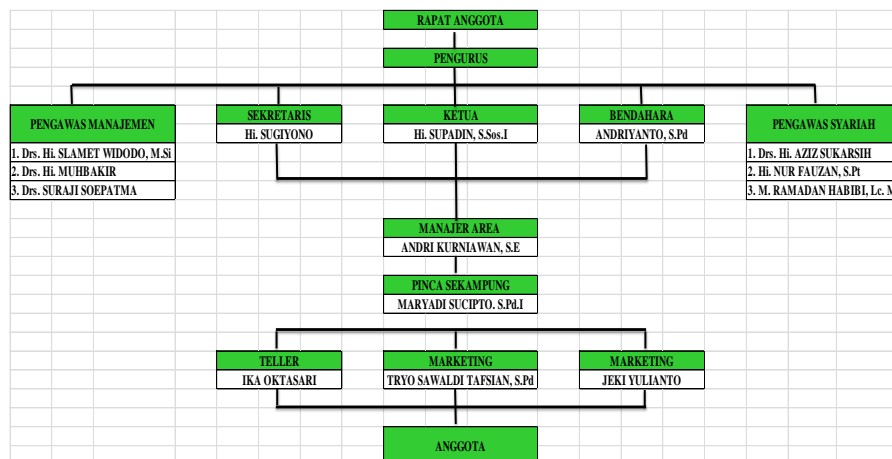 RAPAT ANGGOTA
PENGURUS
PENGAWAS MANAJEMEN
1. Drs. Hi. SLAMET WIDODO, M.Si
2. Drs. Hi. MUHBAKIR
3. Drs. SURAJI SOEPATMA
SEKRETARIS
Hi. SUGIYONO
KETUA
Hi. SUPADIN, S.Sos.I
BENDAHARA
ANDRIYANTO, S.Pd
PENGAWAS SYARIAH
1. Drs. Hi. AZIZ SUKARSIH
2. Hi. NUR FAUZAN, S.Pt
3. M. RAMADAN HABIBI, Lc. M
MANAJER AREA
ANDRI KURNIAWAN, S.E
PINCA SEKAMPUNG
MARYADI SUCIPTO. S.Pd.I
TELLER
IKA OKTASARI
MARKETING
TRYO SAWALDI TAFSIAN, S.Pd
MARKETING
JEKI YULIANTO
ANGGOTA